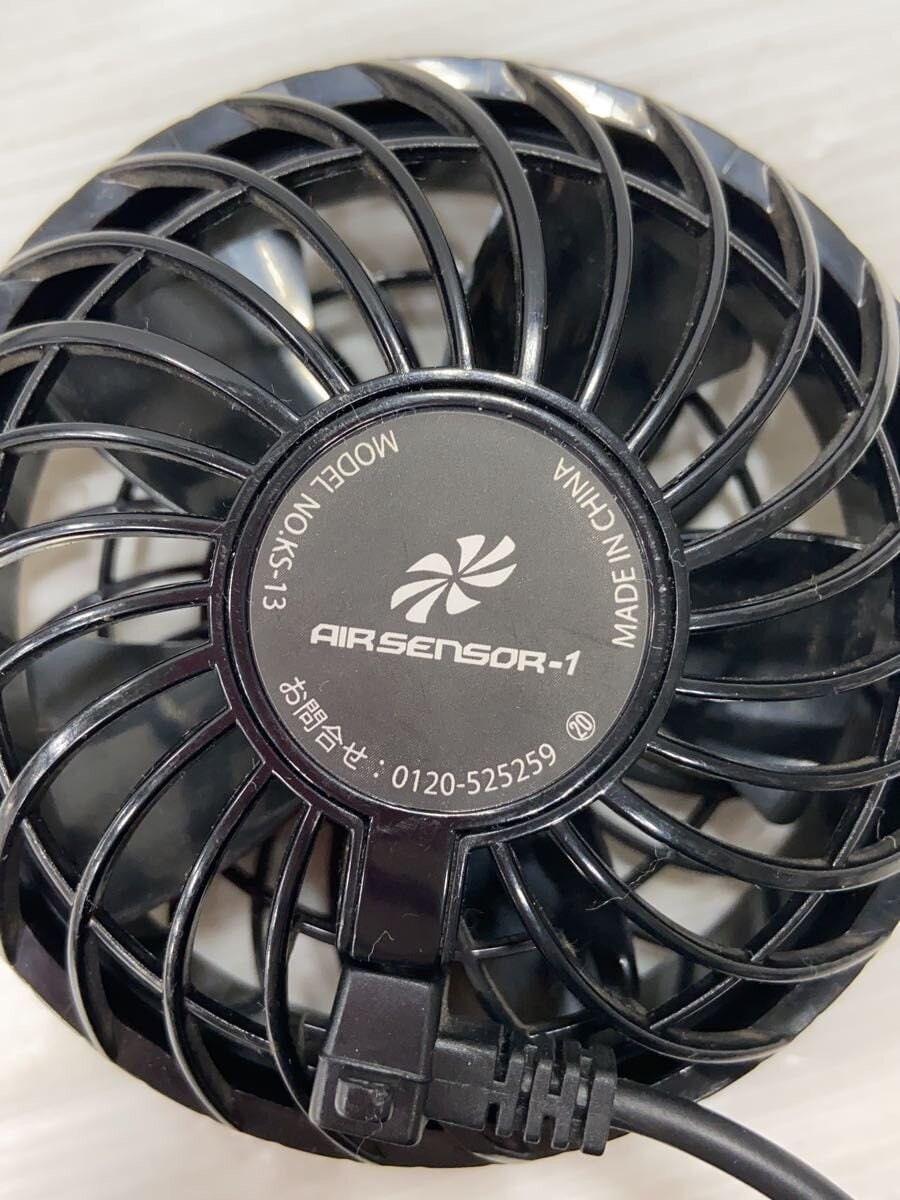 MODEL NO.KS-13
MADE IN CHINA
AIRSENSOR-1
お問合せ：0120-525259 ⑳